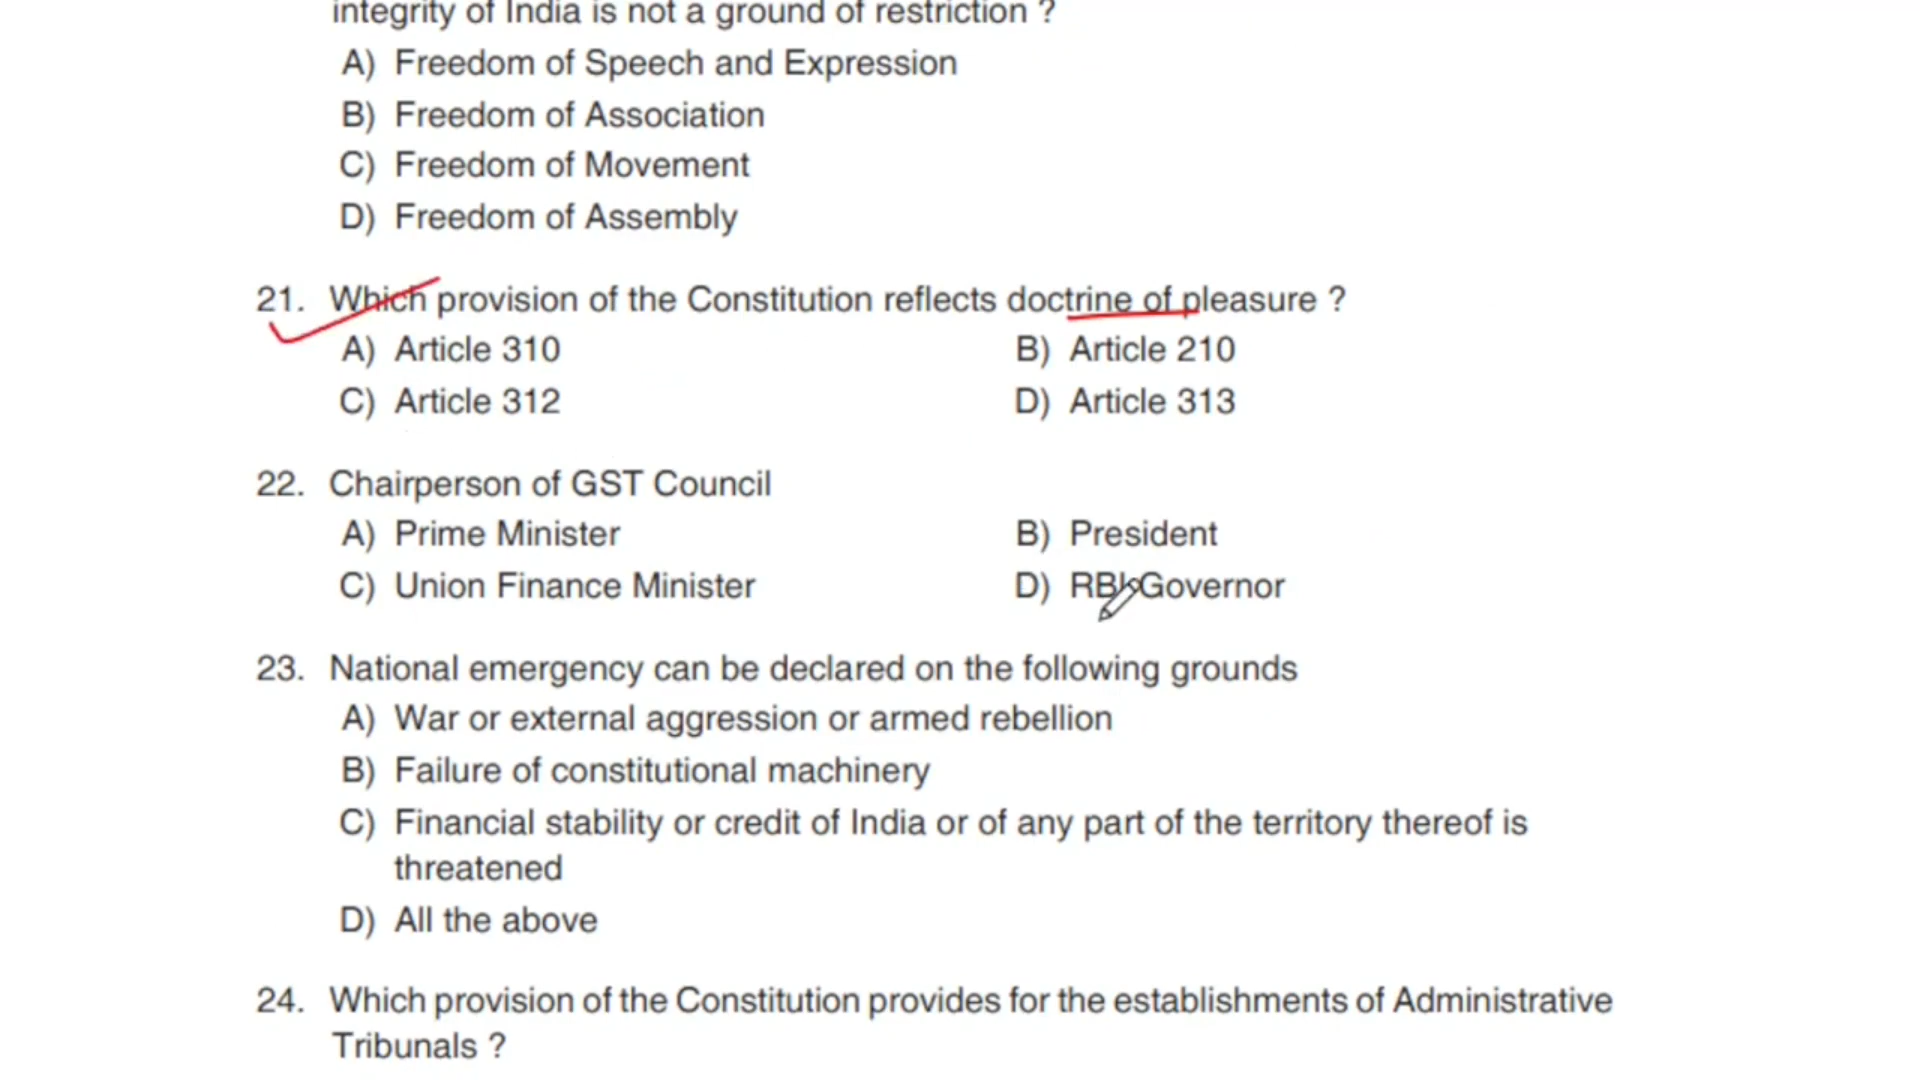 integrity of India is not a ground of restriction ?
A) Freedom of Speech and Expression
B) Freedom of Association
C) Freedom of Movement
D) Freedom of Assembly
21. Which provision of the Constitution reflects doctrine of pleasure ?
A) Article 310 B) Article 210
C) Article 312 D) Article 313
22. Chairperson of GST Council
A) Prime Minister B) President
C) Union Finance Minister D) RBI Governor
23. National emergency can be declared on the following grounds
A) War or external aggression or armed rebellion
B) Failure of constitutional machinery
C) Financial stability or credit of India or of any part of the territory thereof is
threatened
D) All the above
24. Which provision of the Constitution provides for the establishments of Administrative
Tribunals ?